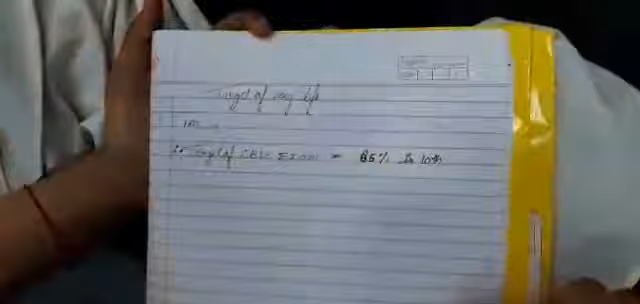 Target of my life
Target of CBSE Exam = 85% In 10th